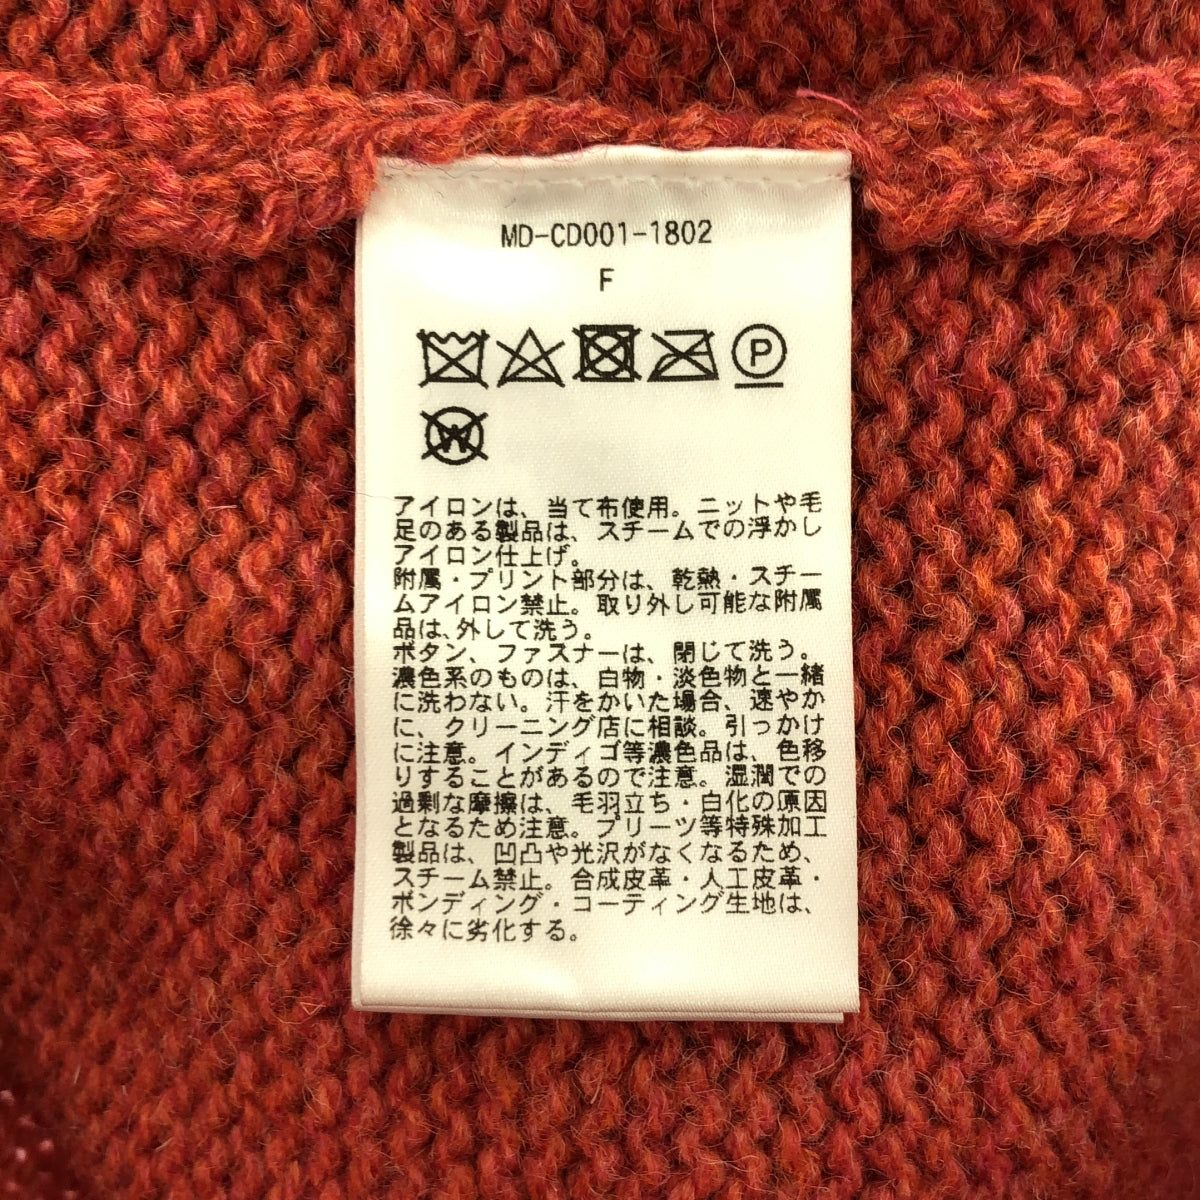 MD-CD001-1802
F
P
W
アイロンは、当て布使用。ニットや毛
足のある製品は、スチームでの浮かし
アイロン仕上げ。
附属・プリント部分は、乾熱・スチー
ムアイロン禁止。取り外し可能な附属
品は、外して洗う。
ボタン、ファスナーは、閉じて洗う。
濃色系のものは、白物・淡色物と一緒
に洗わない。汗をかいた場合、速やか
に、クリーニング店に相談。引っかけ
に注意。インディゴ等濃色品は、色移
りすることがあるので注意。湿潤での
過剰な摩擦は、毛羽立ち・白化の原因
となるため注意。プリーツ等特殊加工
製品は、凹凸や光沢がなくなるため、
スチーム禁止。合成皮革・人工皮革・
ボンディング・コーティング生地は、
徐々に劣化する。